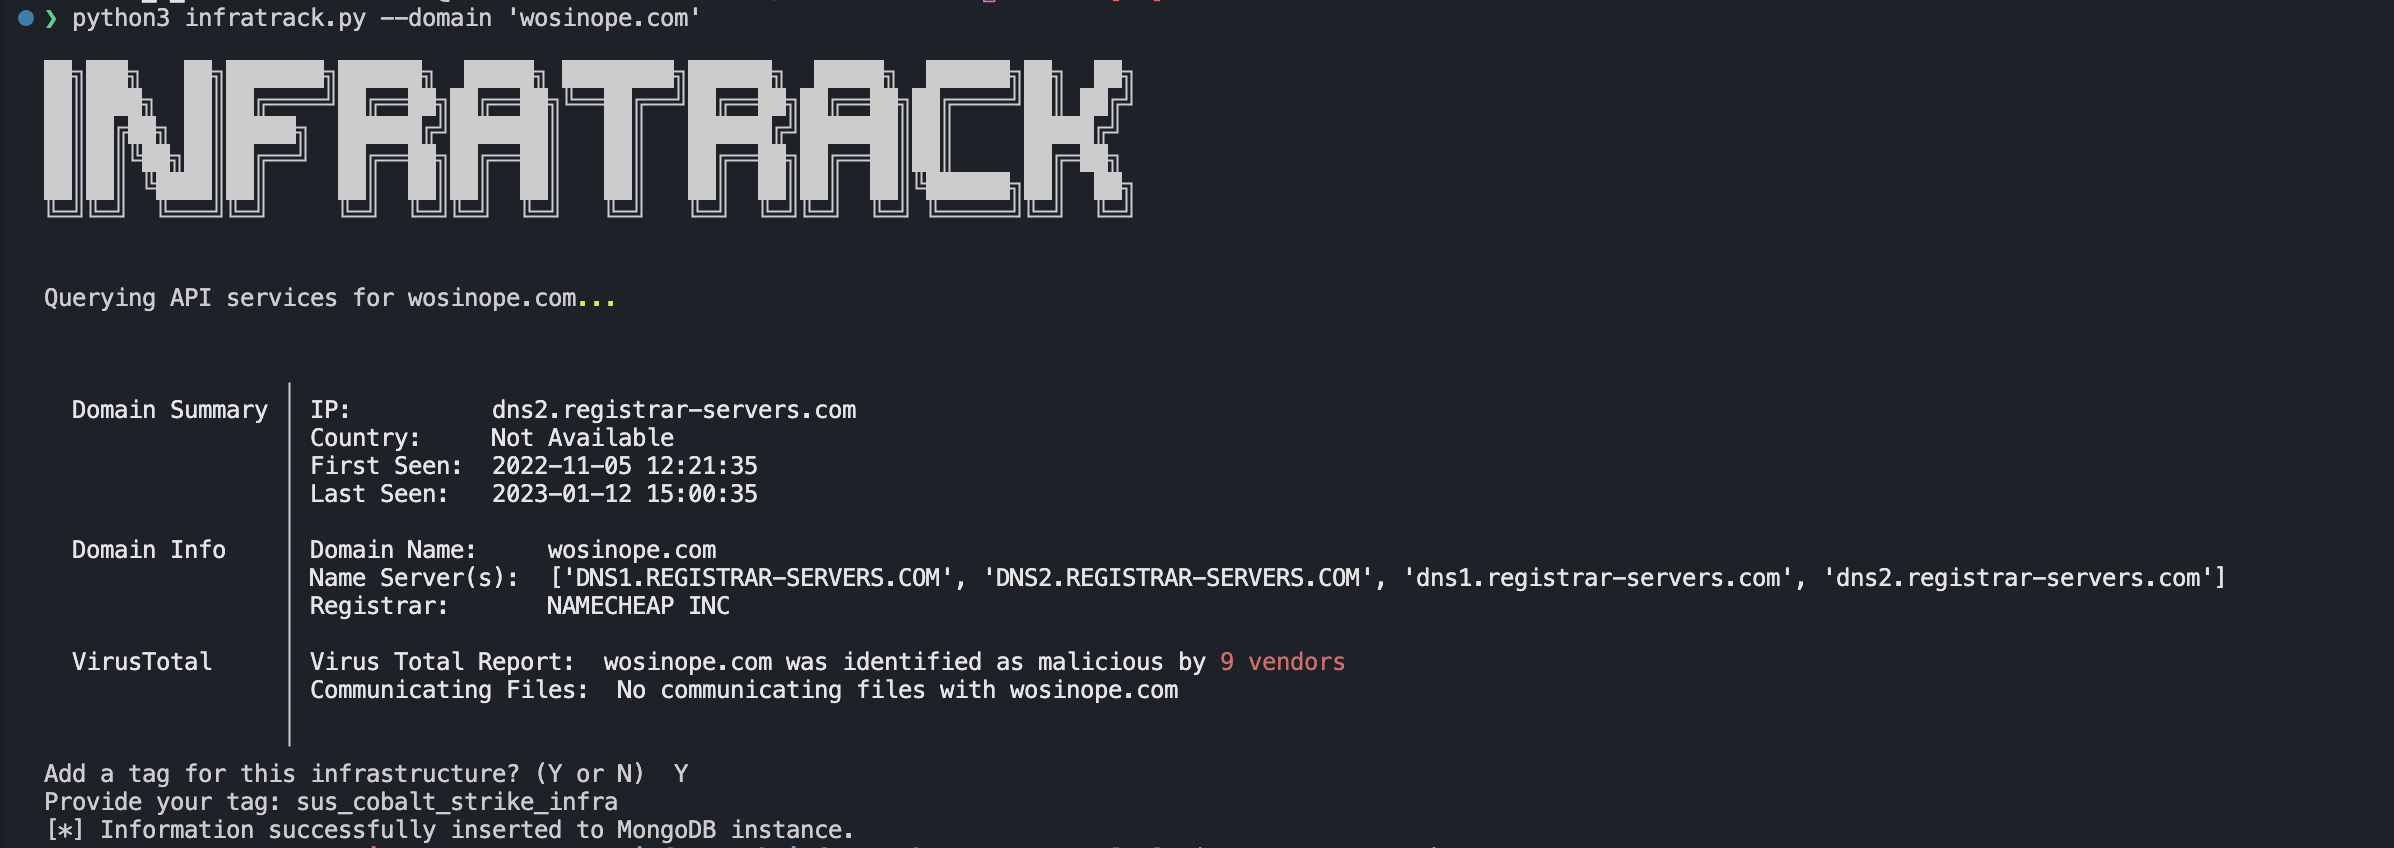 ❯ python3 infratrack.py --domain 'wosinope.com'
INFRATRACK
Querying API services for wosinope.com...
Domain Summary
IP: dns2.registrar-servers.com
Country: Not Available
First Seen: 2022-11-05 12:21:35
Last Seen: 2023-01-12 15:00:35
Domain Info
Domain Name: wosinope.com
Name Server(s): ['DNS1.REGISTRAR-SERVERS.COM', 'DNS2.REGISTRAR-SERVERS.COM', 'dns1.registrar-servers.com', 'dns2.registrar-servers.com']
Registrar: NAMECHEAP INC
VirusTotal
Virus Total Report: wosinope.com was identified as malicious by 9 vendors
Communicating Files: No communicating files with wosinope.com
Add a tag for this infrastructure? (Y or N) Y
Provide your tag: sus_cobalt_strike_infra
[*] Information successfully inserted to MongoDB instance.